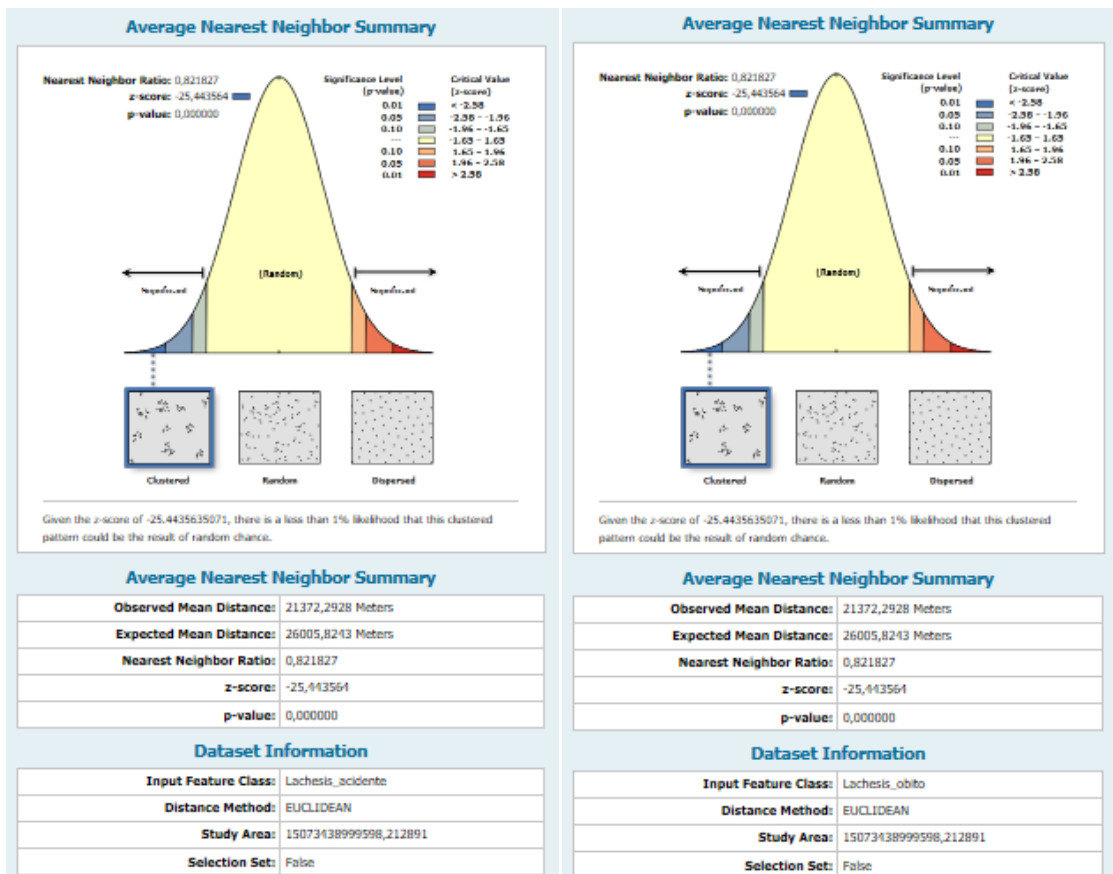 Average Nearest Neighbor Summary
Nearest Neighbor Ratio: 0,821827
z-score: -25,443564
p-value: 0,000000
Significance Level Critical Value
(p-value) (z-score)
0.01 < -2.58
0.05 -2.58 – -1.96
0.10 -1.96 – -1.65
--- -1.65 – 1.65
0.10 1.65 – 1.96
0.05 1.96 – 2.58
0.01 > 2.58
(Random)
Significant Significant
Clustered Random Dispersed
Given the z-score of -25.4435635071, there is a less than 1% likelihood that this clustered
pattern could be the result of random chance.
Average Nearest Neighbor Summary
Observed Mean Distance: 21372,2928 Meters
Expected Mean Distance: 26005,8243 Meters
Nearest Neighbor Ratio: 0,821827
z-score: -25,443564
p-value: 0,000000
Dataset Information
Input Feature Class: Lachesis_acidente
Distance Method: EUCLIDEAN
Study Area: 15073438999598,212891
Selection Set: False
Average Nearest Neighbor Summary
Nearest Neighbor Ratio: 0,821827
z-score: -25,443564
p-value: 0,000000
Significance Level Critical Value
(p-value) (z-score)
0.01 < -2.58
0.05 -2.58 – -1.96
0.10 -1.96 – -1.65
--- -1.65 – 1.65
0.10 1.65 – 1.96
0.05 1.96 – 2.58
0.01 > 2.58
(Random)
Significant Significant
Clustered Random Dispersed
Given the z-score of -25.4435635071, there is a less than 1% likelihood that this clustered
pattern could be the result of random chance.
Average Nearest Neighbor Summary
Observed Mean Distance: 21372,2928 Meters
Expected Mean Distance: 26005,8243 Meters
Nearest Neighbor Ratio: 0,821827
z-score: -25,443564
p-value: 0,000000
Dataset Information
Input Feature Class: Lachesis_obito
Distance Method: EUCLIDEAN
Study Area: 15073438999598,212891
Selection Set: False